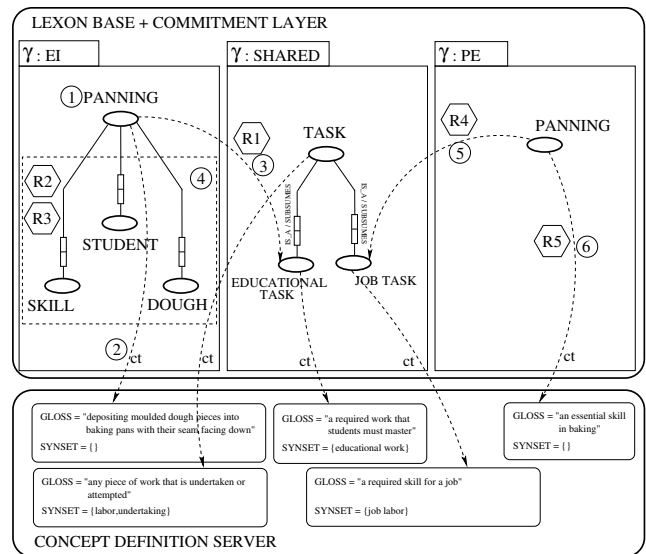 LEXON BASE + COMMITMENT LAYER
γ : EI
γ : SHARED
γ : PE
1 PANNING
R1
3
TASK
R4
5
PANNING
R2
R3
4
STUDENT
SKILL
DOUGH
IS_A / SUBSUMES
IS_A / SUBSUMES
EDUCATIONAL
TASK
JOB TASK
R5
6
2
ct
ct
ct
ct
ct
GLOSS = "depositing moulded dough pieces into
baking pans with their seam facing down"
SYNSET = {}
GLOSS = "a required work that
students must master"
SYNSET = {educational work}
GLOSS = "an essential skill
in baking"
SYNSET = {}
GLOSS = "any piece of work that is undertaken or
attempted"
SYNSET = {labor,undertaking}
GLOSS = "a required skill for a job"
SYNSET = {job labor}
CONCEPT DEFINITION SERVER